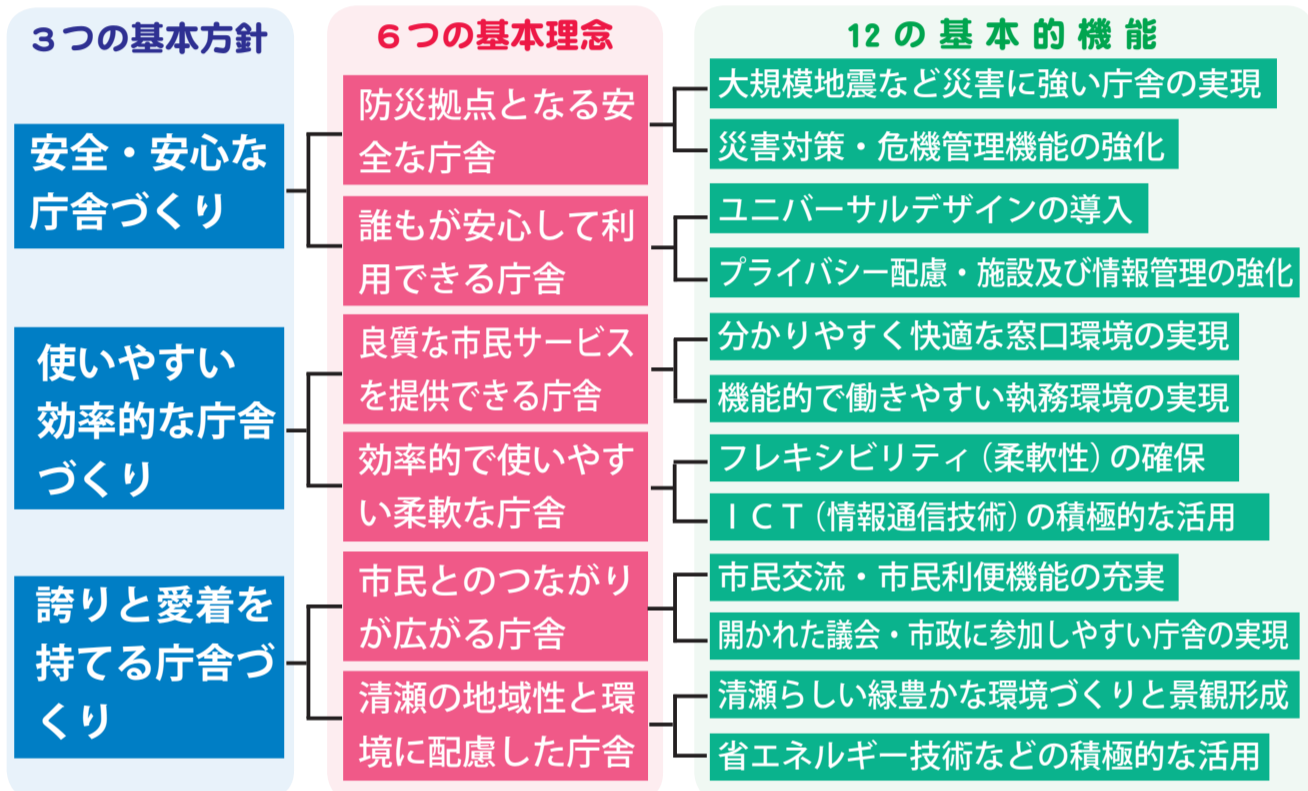 3つの基本方針
安全・安心な
庁舎づくり
使いやすい
効率的な庁舎
づくり
誇りと愛着を
持てる庁舎づ
くり
6つの基本理念
防災拠点となる安
全な庁舎
誰もが安心して利
用できる庁舎
良質な市民サービス
を提供できる庁舎
効率的で使いやす
い柔軟な庁舎
市民とのつながり
が広がる庁舎
清瀬の地域性と環
境に配慮した庁舎
12の基本的機能
大規模地震など災害に強い庁舎の実現
災害対策・危機管理機能の強化
ユニバーサルデザインの導入
プライバシー配慮・施設及び情報管理の強化
分かりやすく快適な窓口環境の実現
機能的で働きやすい執務環境の実現
フレキシビリティ(柔軟性)の確保
ICT(情報通信技術)の積極的な活用
市民交流・市民利便機能の充実
開かれた議会・市政に参加しやすい庁舎の実現
清瀬らしい緑豊かな環境づくりと景観形成
省エネルギー技術などの積極的な活用